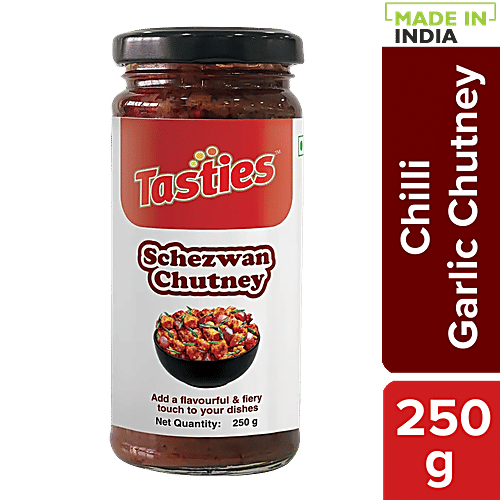 MADE IN
INDIA
Tasties™
Schezwan
Chutney
Add a flavourful & fiery
touch to your dishes
Net Quantity: 250 g
Chilli
Garlic Chutney
250
g